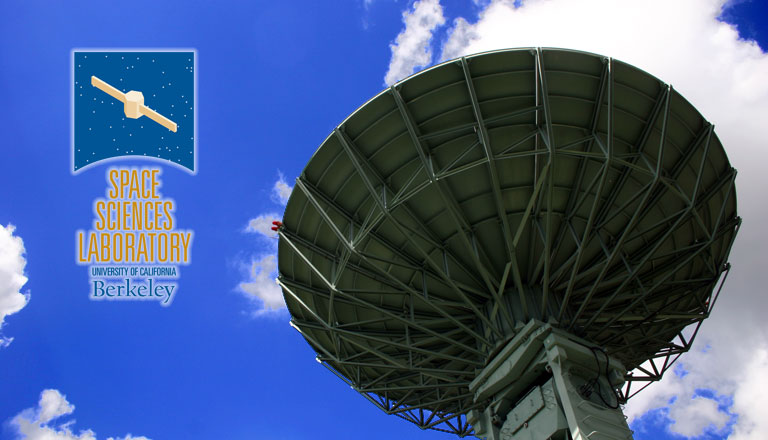 SPACE
SCIENCES
LABORATORY
UNIVERSITY OF CALIFORNIA
Berkeley